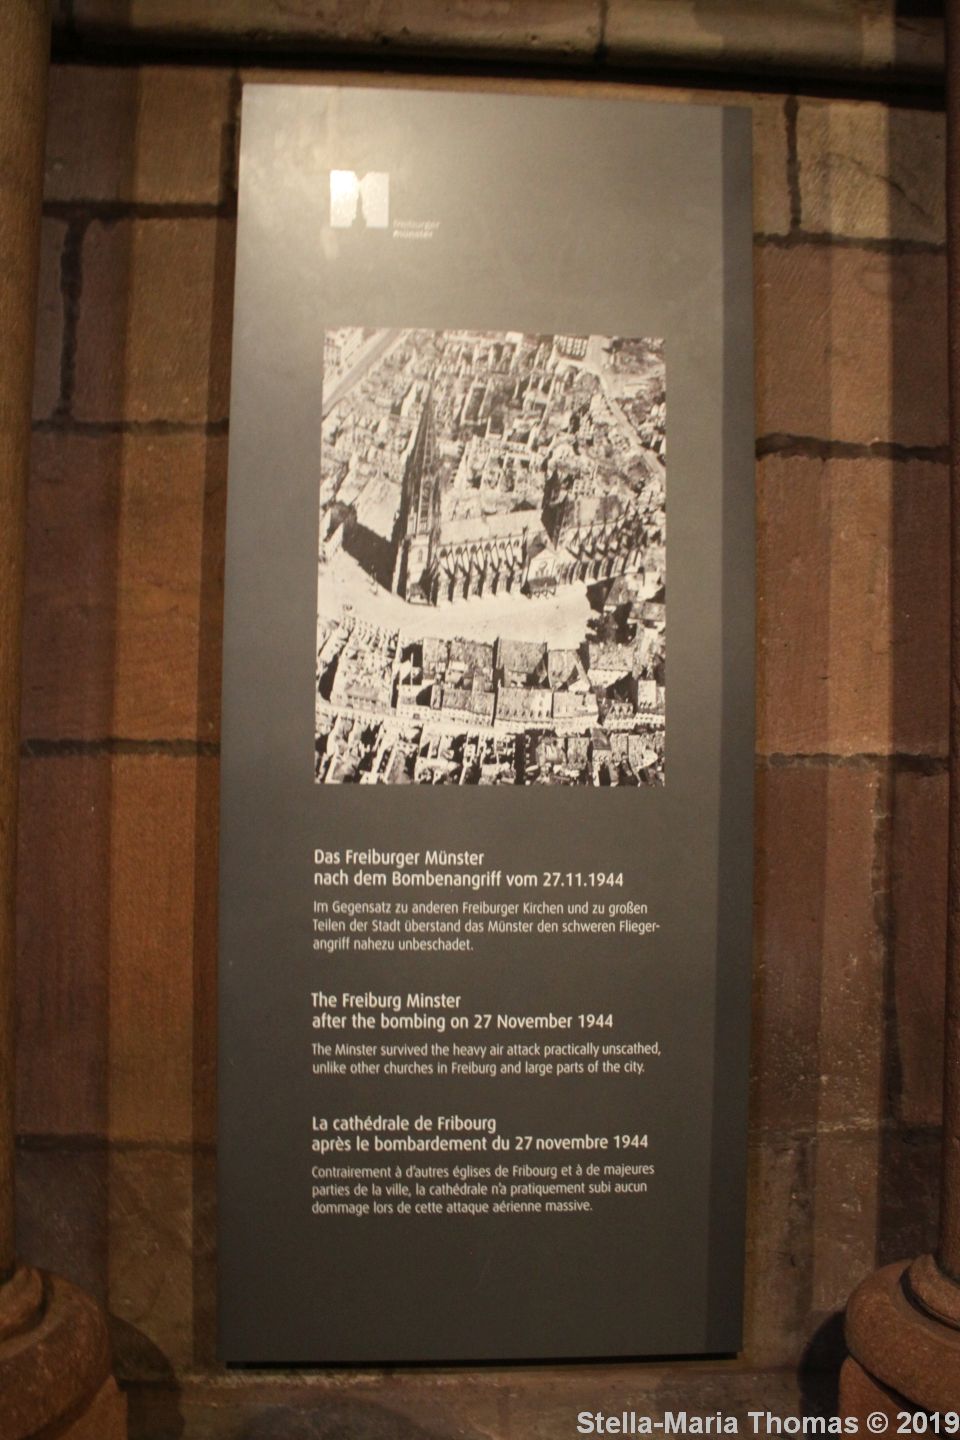 freiburger
münster
Das Freiburger Münster
nach dem Bombenangriff vom 27.11.1944
Im Gegensatz zu anderen Freiburger Kirchen und zu großen
Teilen der Stadt überstand das Münster den schweren Flieger-
angriff nahezu unbeschadet.
The Freiburg Minster
after the bombing on 27 November 1944
The Minster survived the heavy air attack practically unscathed,
unlike other churches in Freiburg and large parts of the city.
La cathédrale de Fribourg
après le bombardement du 27 novembre 1944
Contrairement à d'autres églises de Fribourg et à de majeures
parties de la ville, la cathédrale n'a pratiquement subi aucun
dommage lors de cette attaque aérienne massive.
Stella-Maria Thomas © 2019